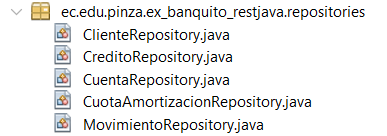 ec.edu.pinza.ex_banquito_restjava.repositories
ClienteRepository.java
CreditoRepository.java
CuentaRepository.java
CuotaAmortizacionRepository.java
MovimientoRepository.java